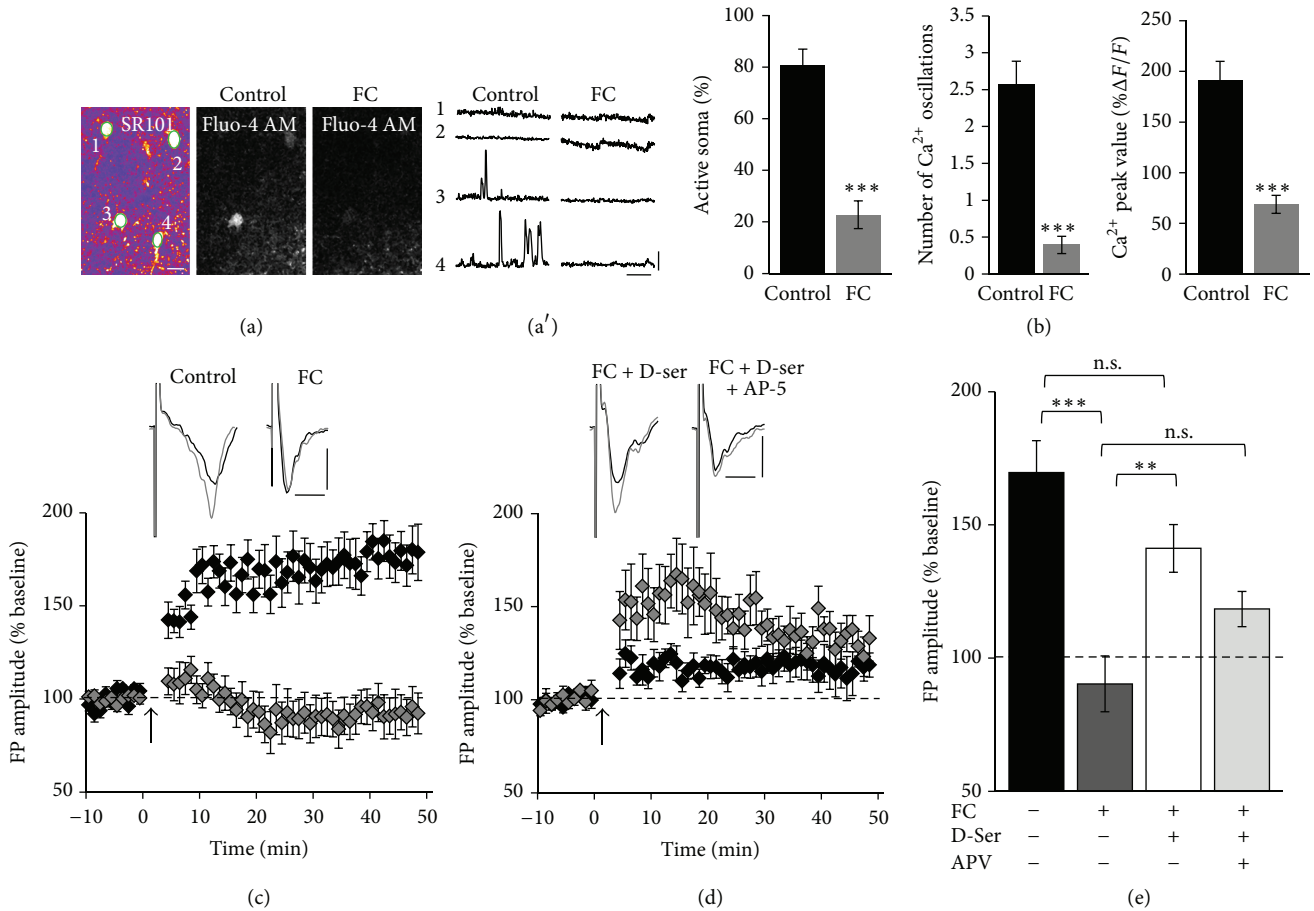 Control
FC
SR101
Fluo-4 AM
Fluo-4 AM
1
2
3
4
(a)
Control
FC
1
2
3
4
(a′)
Active soma (%)
100
80
60
40
20
0
***
Control FC
Number of Ca²⁺ oscillations
3.5
3
2.5
2
1.5
1
0.5
0
***
Control FC
Ca²⁺ peak value (%ΔF/F)
250
200
150
100
50
0
***
Control FC
(b)
Control
FC
FP amplitude (% baseline)
200
150
100
50
−10 0 10 20 30 40 50
Time (min)
(c)
FC + D-ser
FC + D-ser
+ AP-5
FP amplitude (% baseline)
200
150
100
50
−10 0 10 20 30 40 50
Time (min)
(d)
n.s.
***
n.s.
**
FP amplitude (% baseline)
200
150
100
50
FC − + + +
D-Ser − − + +
APV − − − +
(e)